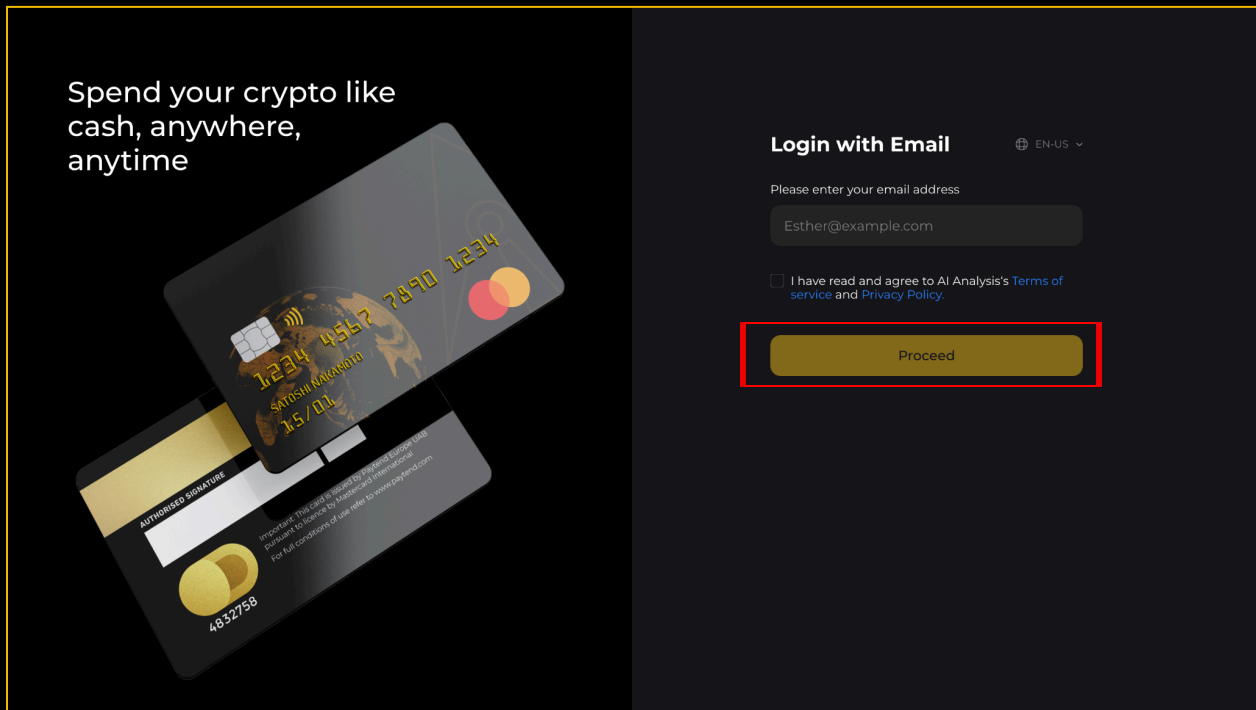 Spend your crypto like
cash, anywhere,
anytime
1234 4567 7890 1234
SATOSHI NAKAMOTO
15/01
AUTHORISED SIGNATURE
Important: This card is issued by Paytend Europe UAB
pursuant to licence by Mastercard International
For full conditions of use refer to www.paytend.com
4832758
Login with Email
EN-US
Please enter your email address
Esther@example.com
I have read and agree to AI Analysis's Terms of
service and Privacy Policy.
Proceed